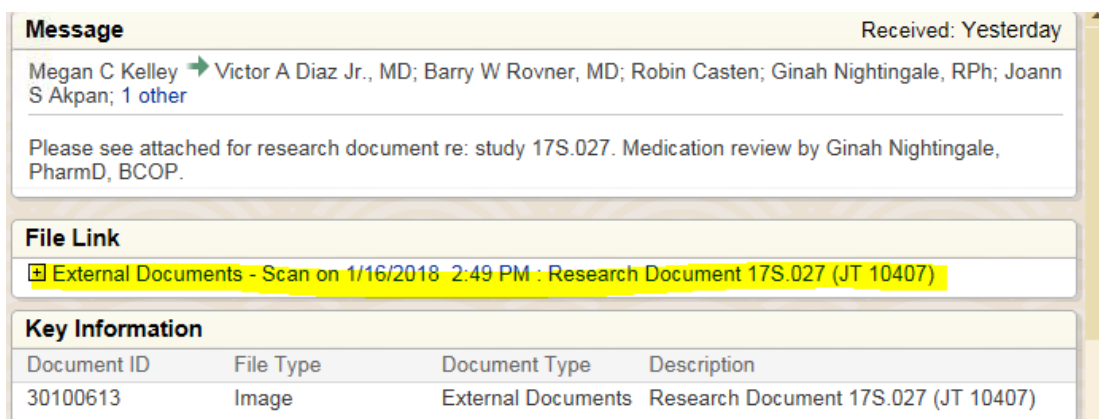 Message Received: Yesterday
Megan C Kelley Victor A Diaz Jr., MD; Barry W Rovner, MD; Robin Casten; Ginah Nightingale, RPh; Joann
S Akpan; 1 other
Please see attached for research document re: study 17S.027. Medication review by Ginah Nightingale,
PharmD, BCOP.
File Link
External Documents - Scan on 1/16/2018 2:49 PM : Research Document 17S.027 (JT 10407)
Key Information
Document ID File Type Document Type Description
30100613 Image External Documents Research Document 17S.027 (JT 10407)